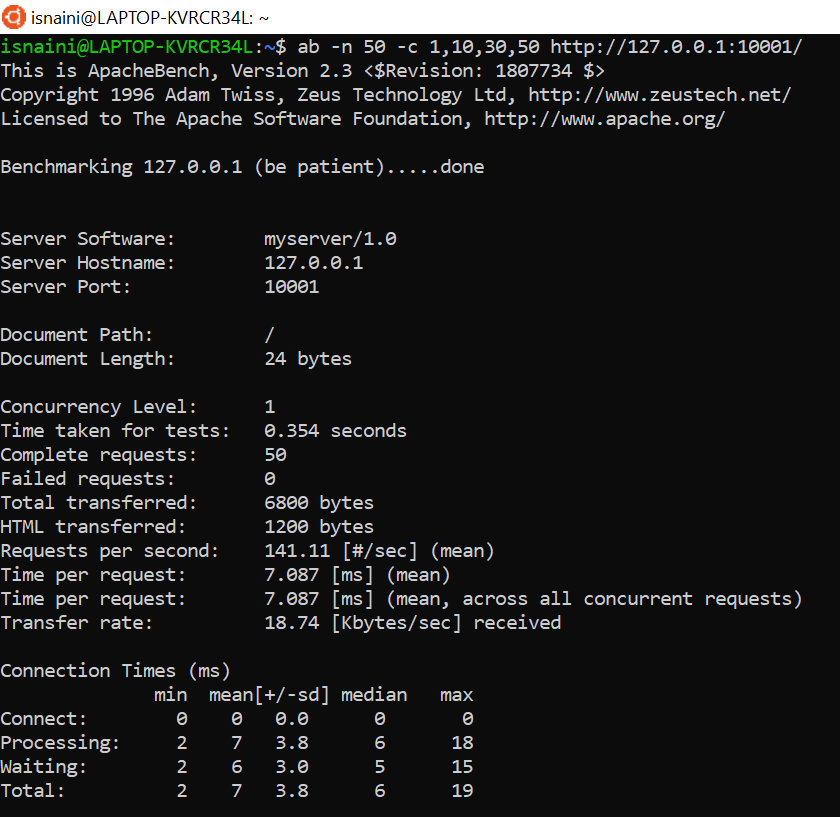 isnaini@LAPTOP-KVRCR34L: ~
isnaini@LAPTOP-KVRCR34L:~$ ab -n 50 -c 1,10,30,50 http://127.0.0.1:10001/
This is ApacheBench, Version 2.3 <$Revision: 1807734 $>
Copyright 1996 Adam Twiss, Zeus Technology Ltd, http://www.zeustech.net/
Licensed to The Apache Software Foundation, http://www.apache.org/
Benchmarking 127.0.0.1 (be patient).....done
Server Software: myserver/1.0
Server Hostname: 127.0.0.1
Server Port: 10001
Document Path: /
Document Length: 24 bytes
Concurrency Level: 1
Time taken for tests: 0.354 seconds
Complete requests: 50
Failed requests: 0
Total transferred: 6800 bytes
HTML transferred: 1200 bytes
Requests per second: 141.11 [#/sec] (mean)
Time per request: 7.087 [ms] (mean)
Time per request: 7.087 [ms] (mean, across all concurrent requests)
Transfer rate: 18.74 [Kbytes/sec] received
Connection Times (ms)
min mean[+/-sd] median max
Connect: 0 0 0.0 0 0
Processing: 2 7 3.8 6 18
Waiting: 2 6 3.0 5 15
Total: 2 7 3.8 6 19